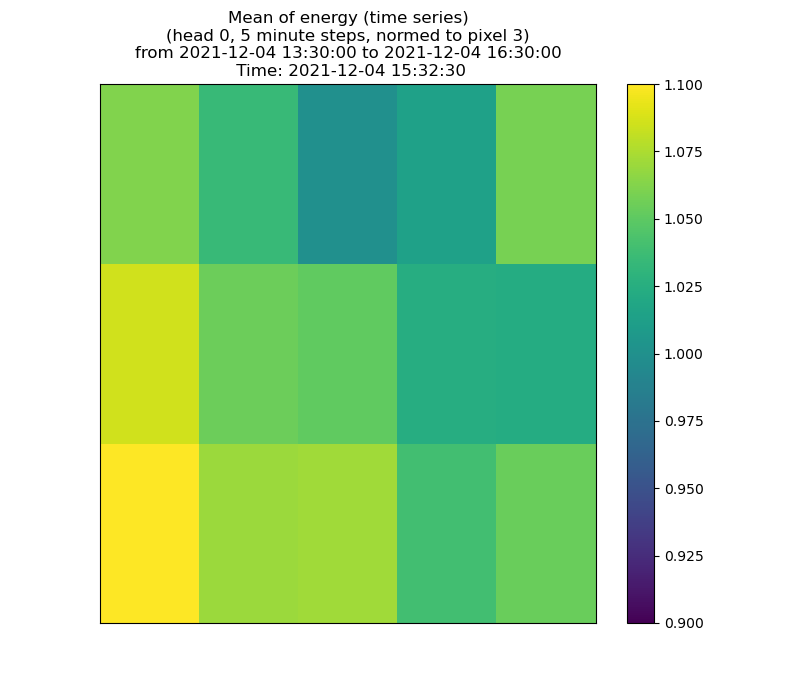 Mean of energy (time series)
(head 0, 5 minute steps, normed to pixel 3)
from 2021-12-04 13:30:00 to 2021-12-04 16:30:00
Time: 2021-12-04 15:32:30
1.100
1.075
1.050
1.025
1.000
0.975
0.950
0.925
0.900